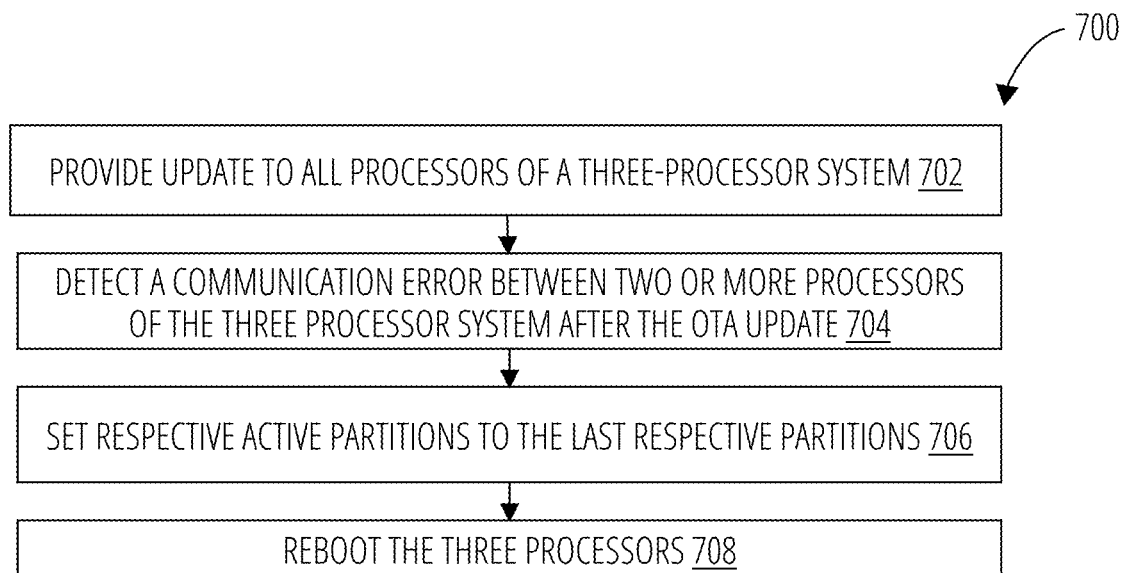 700
PROVIDE UPDATE TO ALL PROCESSORS OF A THREE-PROCESSOR SYSTEM 702
DETECT A COMMUNICATION ERROR BETWEEN TWO OR MORE PROCESSORS
OF THE THREE PROCESSOR SYSTEM AFTER THE OTA UPDATE 704
SET RESPECTIVE ACTIVE PARTITIONS TO THE LAST RESPECTIVE PARTITIONS 706
REBOOT THE THREE PROCESSORS 708